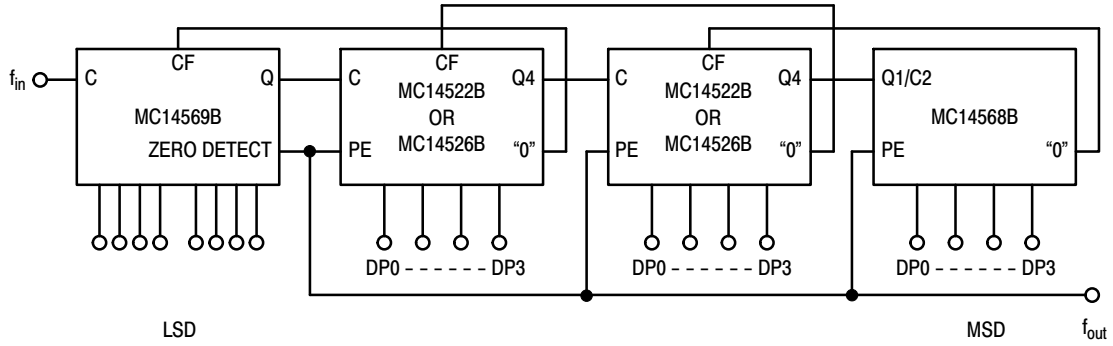 CF CF CF
f_in C Q C Q4 C Q4 Q1/C2
MC14569B MC14522B OR MC14526B MC14522B OR MC14526B MC14568B
ZERO DETECT PE “0” PE “0” PE “0”
DP0 - - - - - - DP3 DP0 - - - - - - DP3 DP0 - - - - - - DP3
LSD MSD f_out